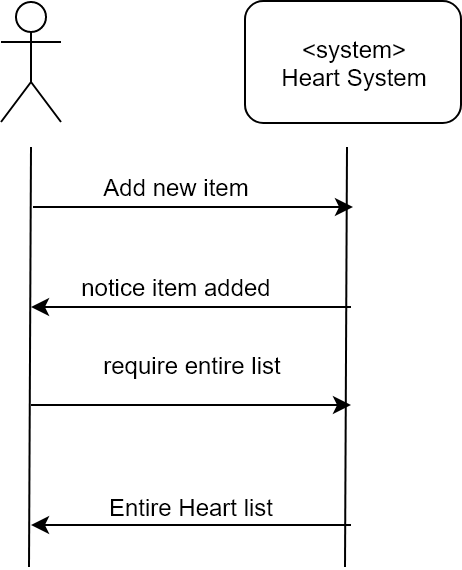 <system>
Heart System
Add new item
notice item added
require entire list
Entire Heart list